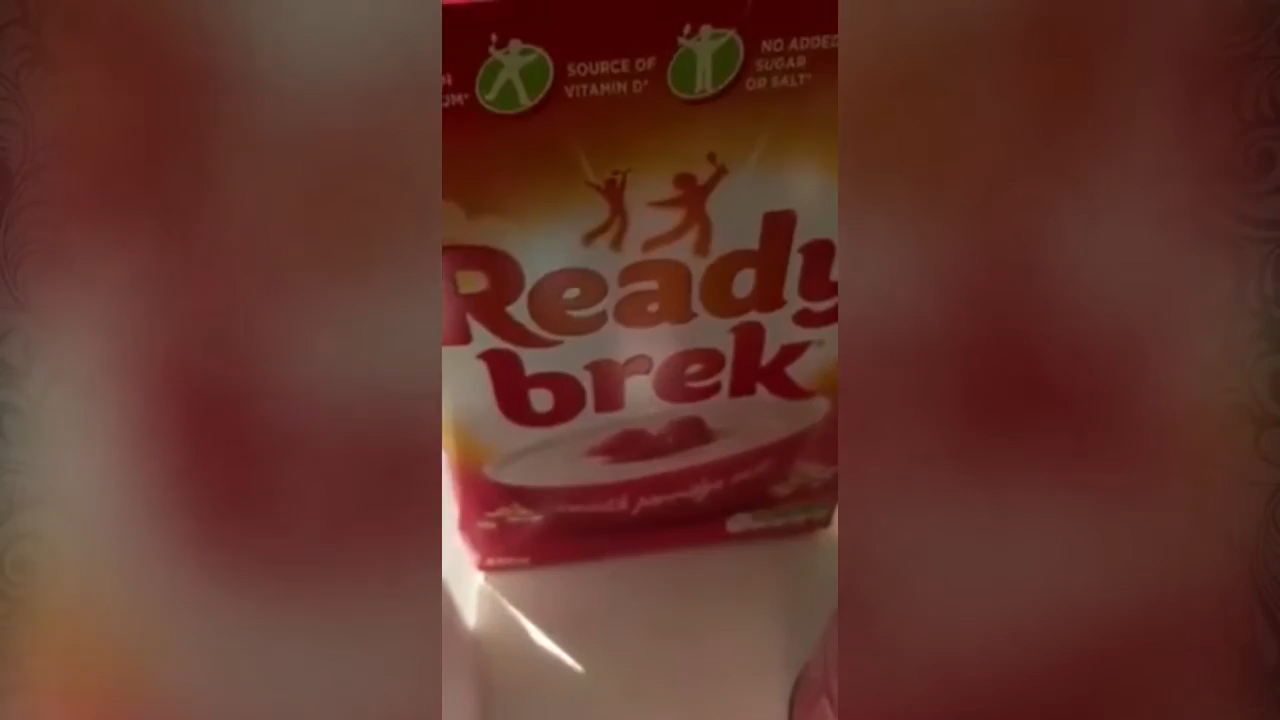 SOURCE OF
VITAMIN D*
NO ADDED
SUGAR
OR SALT*
Ready
brek